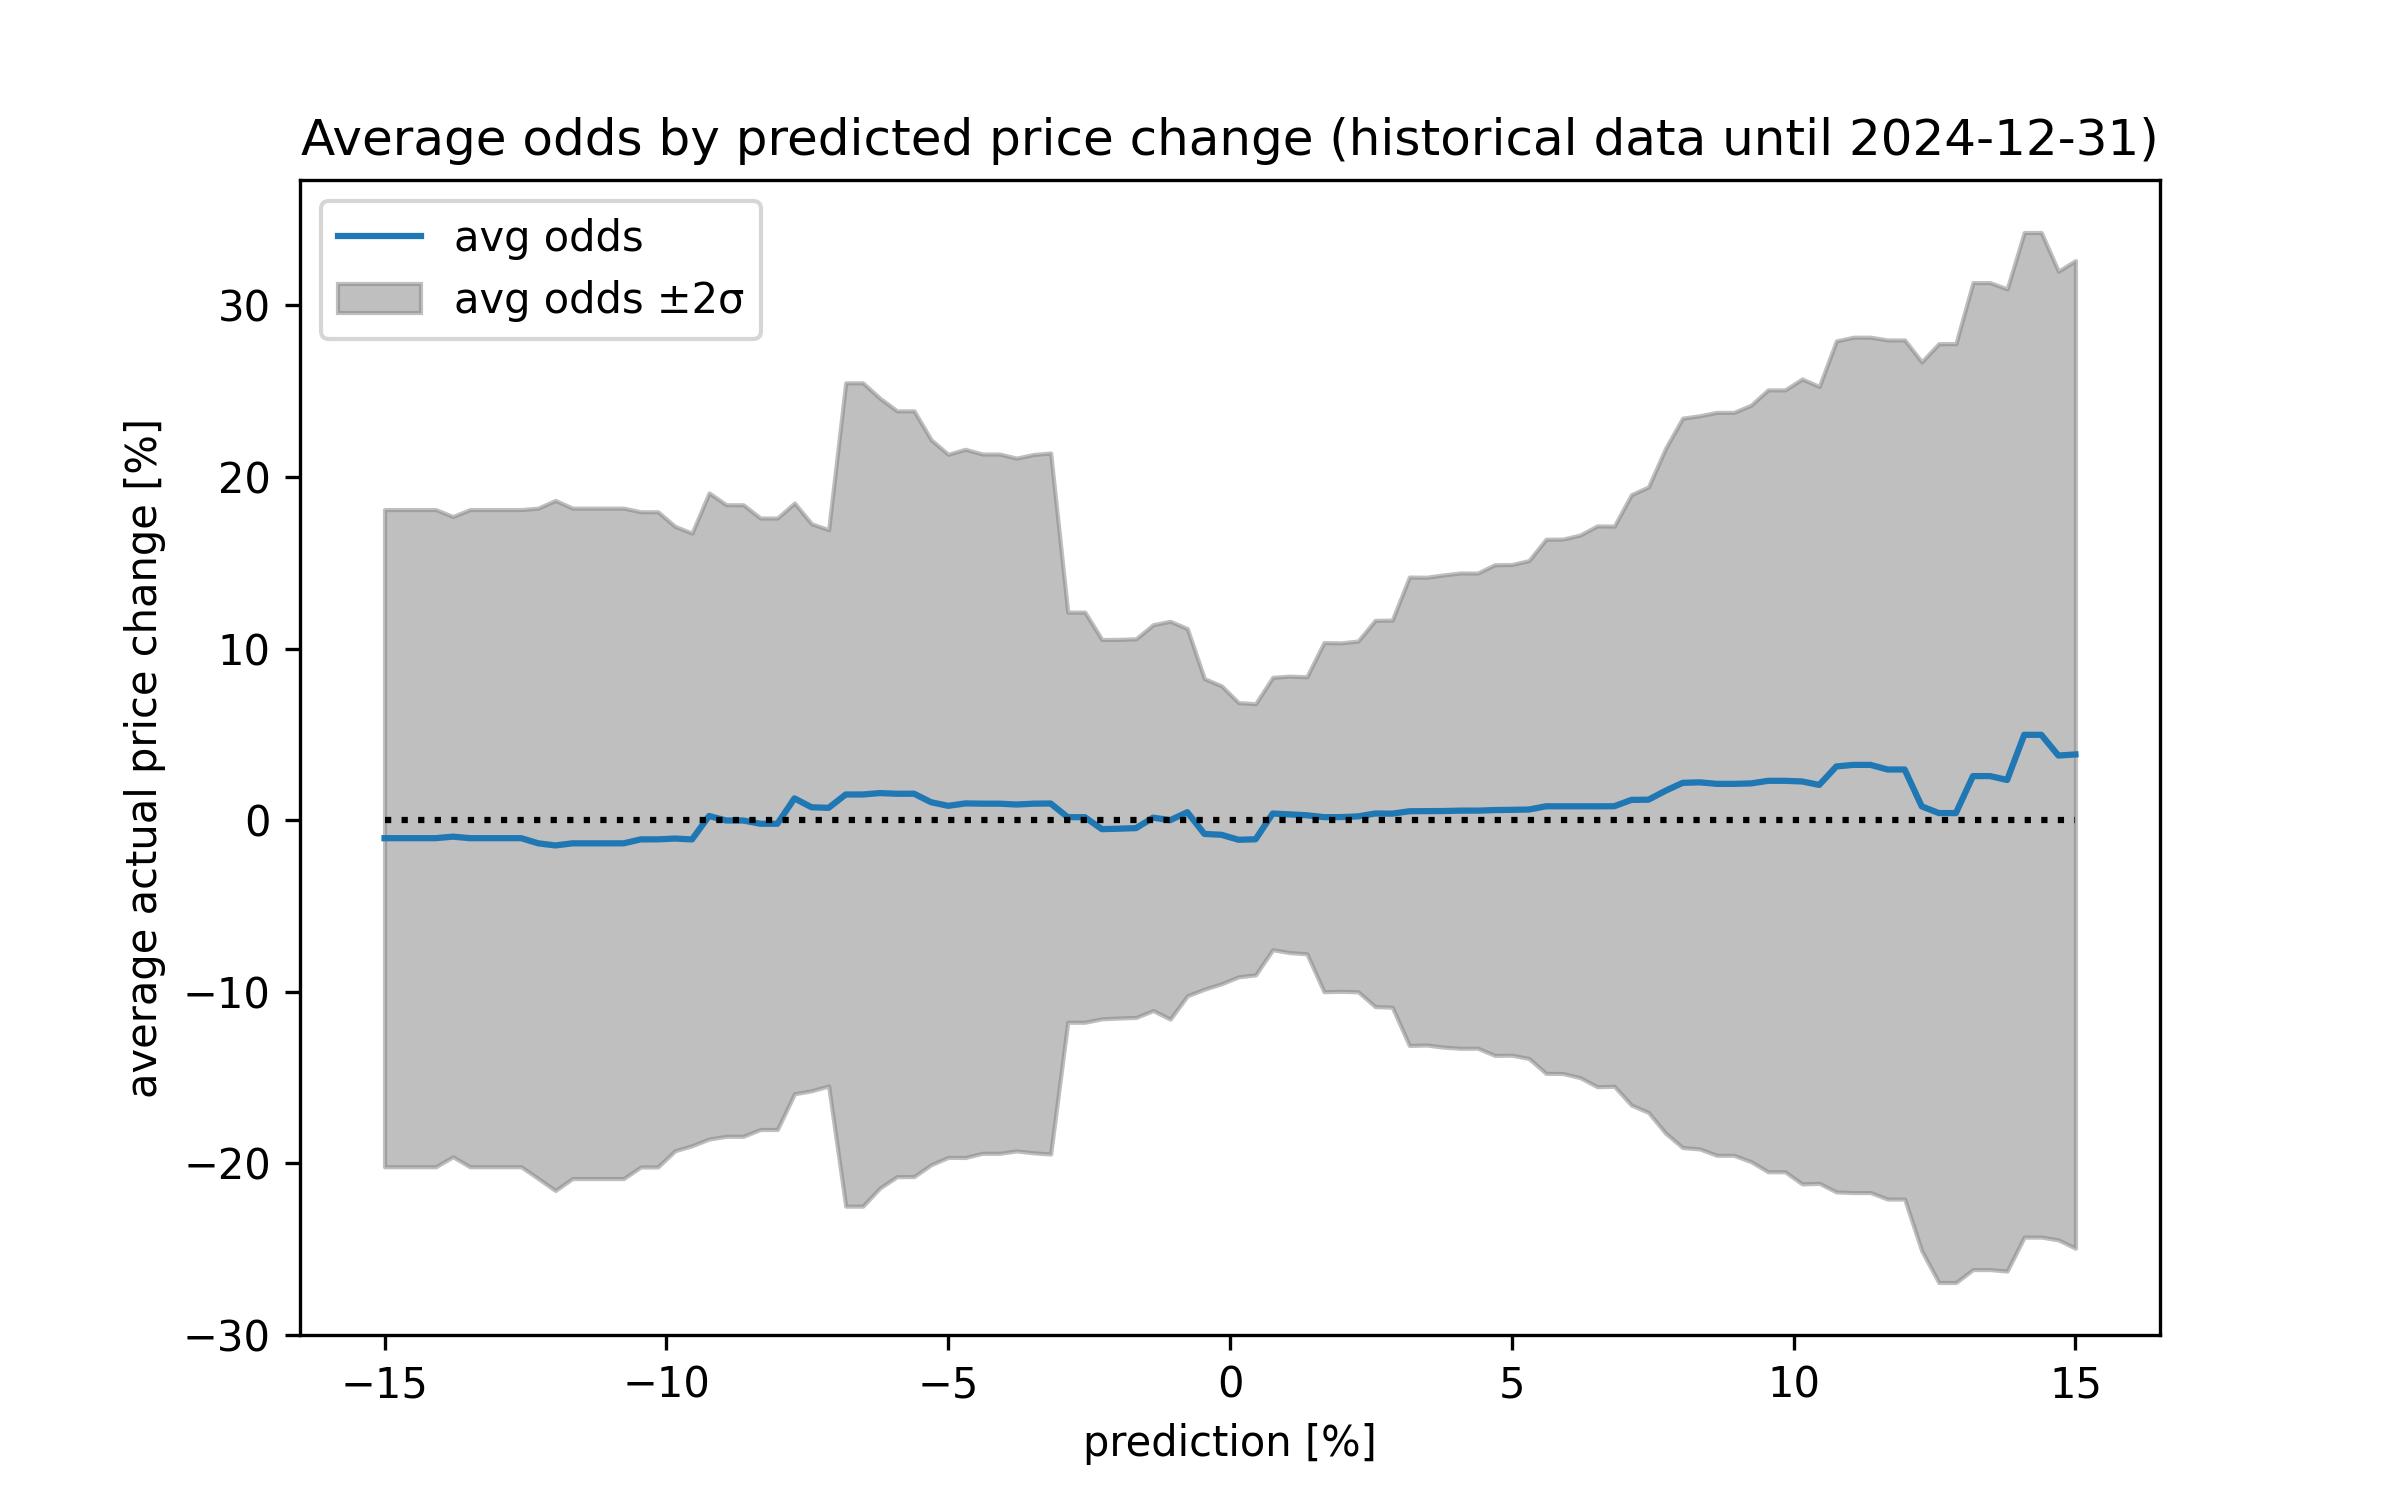 Average odds by predicted price change (historical data until 2024-12-31)
avg odds
avg odds ±2σ
average actual price change [%]
30
20
10
0
−10
−20
−30
−15
−10
−5
0
5
10
15
prediction [%]